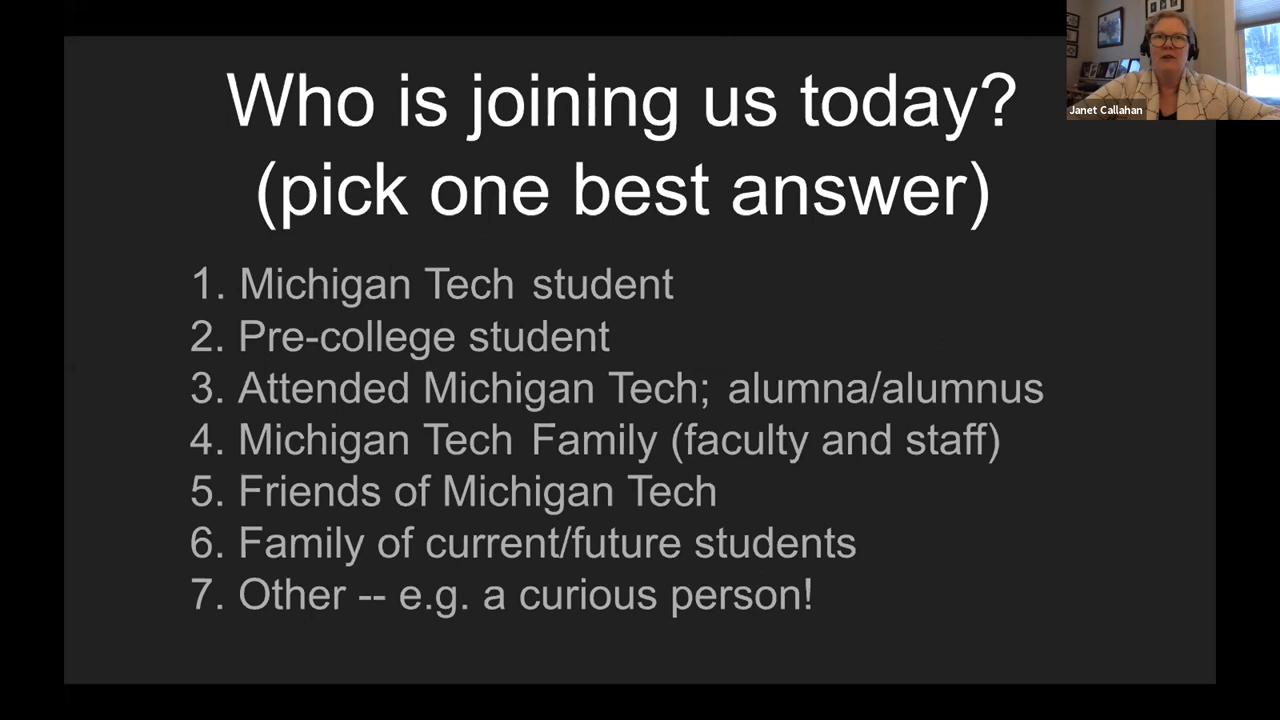 Who is joining us today?
(pick one best answer)
1. Michigan Tech student
2. Pre-college student
3. Attended Michigan Tech; alumna/alumnus
4. Michigan Tech Family (faculty and staff)
5. Friends of Michigan Tech
6. Family of current/future students
7. Other -- e.g. a curious person!
Janet Callahan